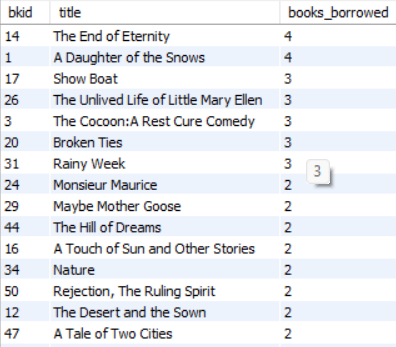 bkid title books_borrowed
14 The End of Eternity 4
1 A Daughter of the Snows 4
17 Show Boat 3
26 The Unlived Life of Little Mary Ellen 3
3 The Cocoon:A Rest Cure Comedy 3
20 Broken Ties 3
31 Rainy Week 3
3
24 Monsieur Maurice 2
29 Maybe Mother Goose 2
44 The Hill of Dreams 2
16 A Touch of Sun and Other Stories 2
34 Nature 2
50 Rejection, The Ruling Spirit 2
12 The Desert and the Sown 2
47 A Tale of Two Cities 2